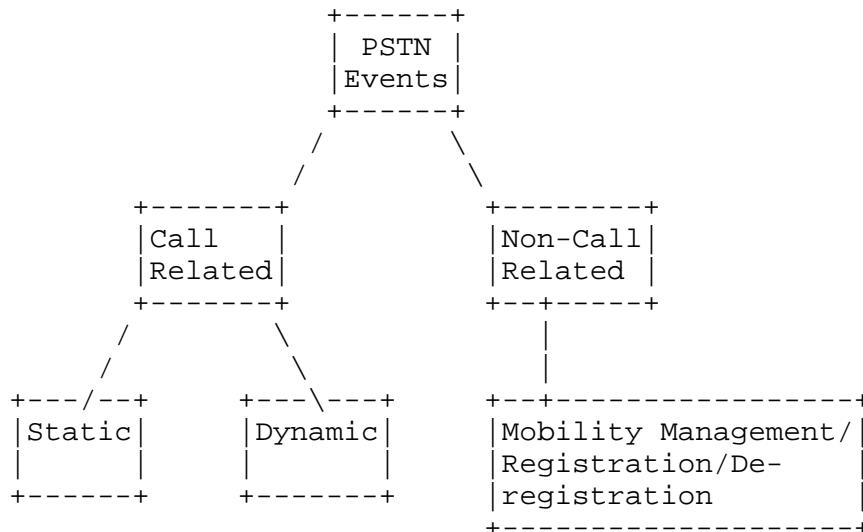 PSTN
Events
Call
Related
Non-Call
Related
Static
Dynamic
Mobility Management/
Registration/De-
registration